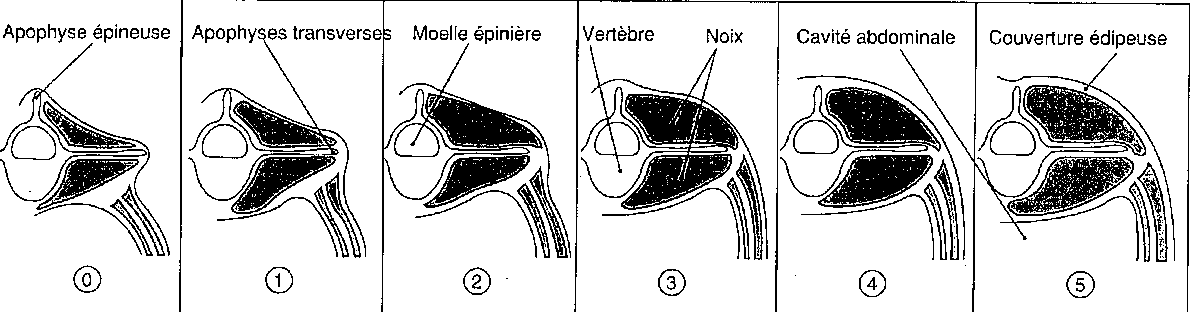 Apophyse épineuse
Apophyses transverses
Moelle épinière
Vertèbre
Noix
Cavité abdominale
Couverture édipeuse
0
1
2
3
4
5